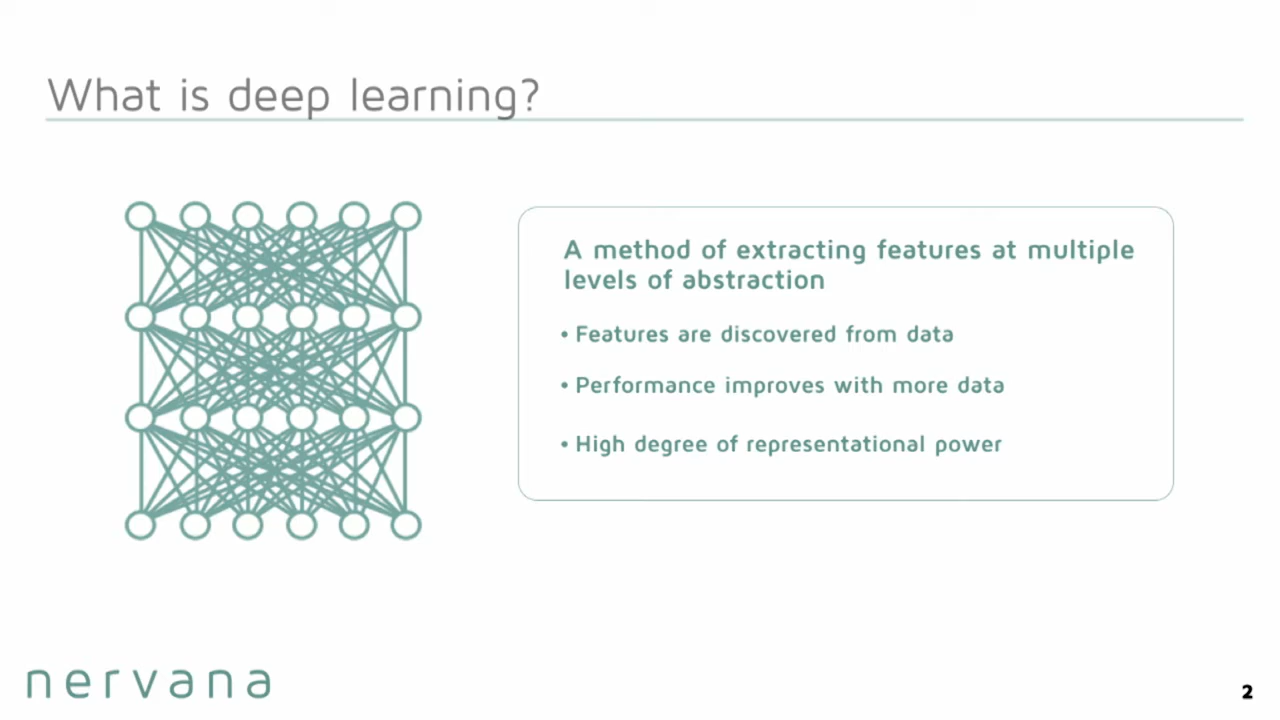 What is deep learning?
A method of extracting features at multiple
levels of abstraction
• Features are discovered from data
• Performance improves with more data
• High degree of representational power
nervana
2